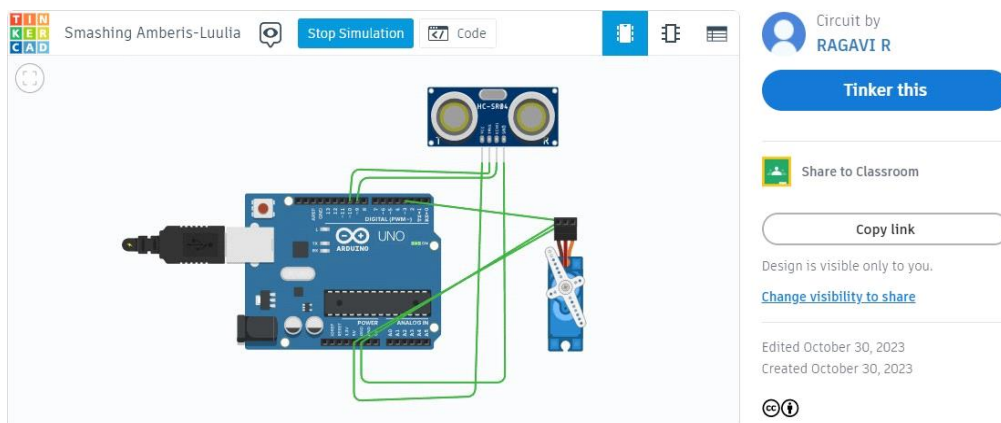 TIN
KER
CAD
Smashing Amberis-Luulia
Stop Simulation
Code
Circuit by
RAGAVI R
Tinker this
Share to Classroom
Copy link
Design is visible only to you.
Change visibility to share
Edited October 30, 2023
Created October 30, 2023
cc
HC-SR04
T
R
DIGITAL (PWM~)
UNO
ARDUINO
POWER
ANALOG IN